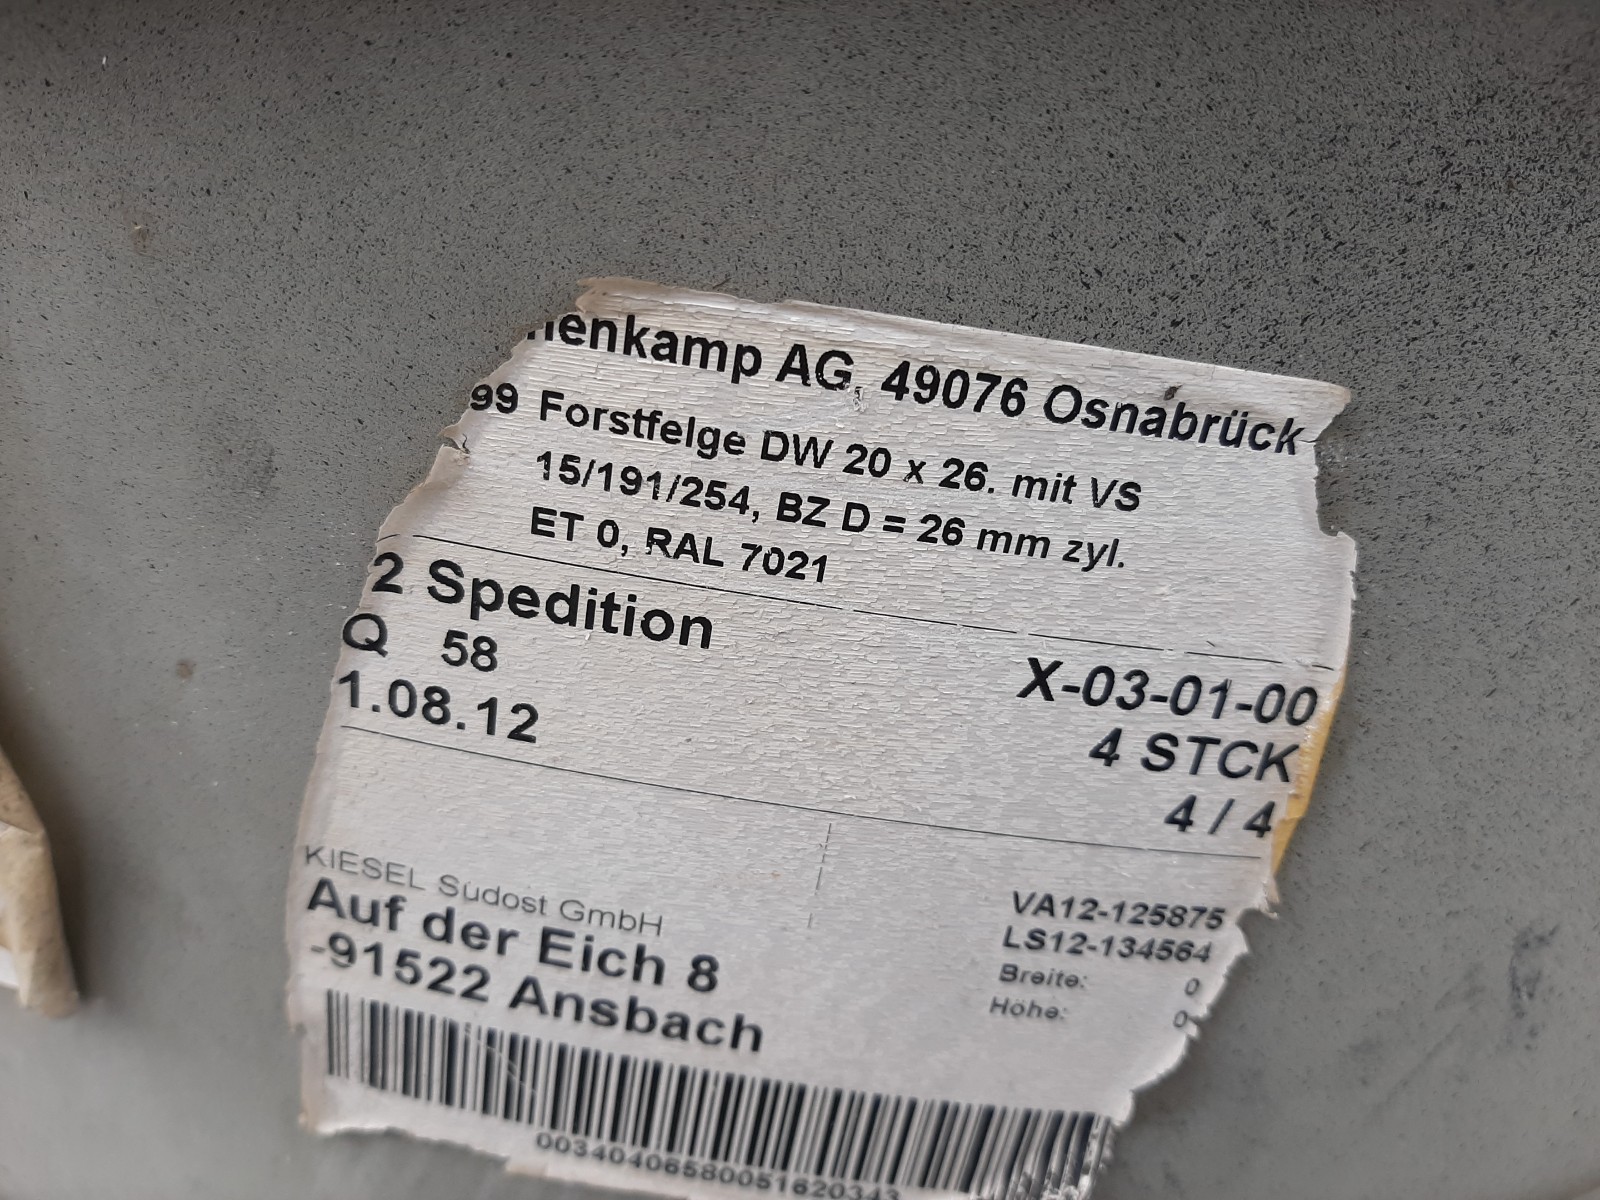 nenkamp AG, 49076 Osnabrück
99 Forstfelge DW 20 x 26. mit VS
15/191/254, BZ D = 26 mm zyl.
ET 0, RAL 7021
2 Spedition
X-03-01-00
Q 58
4 STCK
1.08.12
4 / 4
KIESEL Südost GmbH
Auf der Eich 8
-91522 Ansbach
VA12-125875
LS12-134564
Breite: 0
Höhe: 0
00340406580051620343